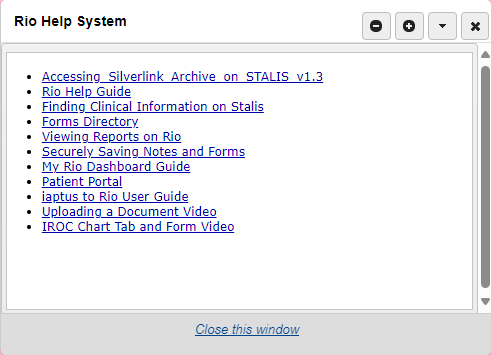 Rio Help System
Accessing_Silverlink_Archive_on_STALIS_v1.3
Rio Help Guide
Finding Clinical Information on Stalis
Forms Directory
Viewing Reports on Rio
Securely Saving Notes and Forms
My Rio Dashboard Guide
Patient Portal
iaptus to Rio User Guide
Uploading a Document Video
IROC Chart Tab and Form Video
Close this window